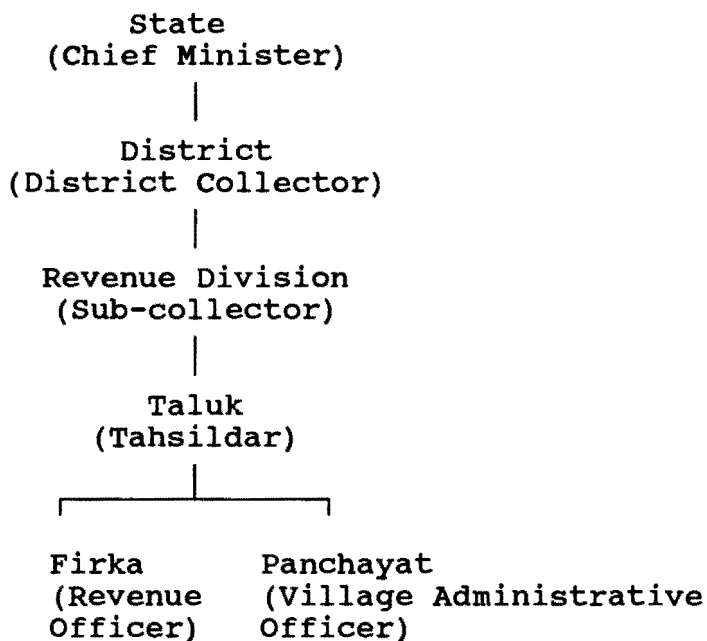 State
(Chief Minister)
District
(District Collector)
Revenue Division
(Sub-collector)
Taluk
(Tahsildar)
Firka
(Revenue
Officer)
Panchayat
(Village Administrative
Officer)